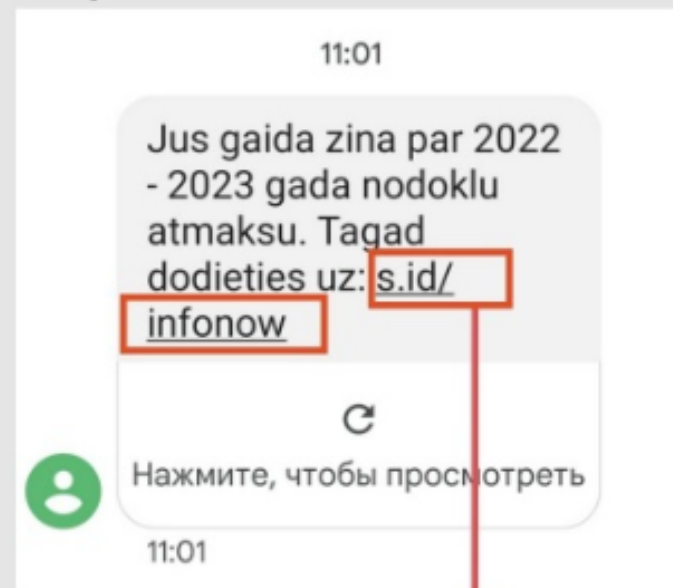 11:01
Jus gaida zina par 2022
- 2023 gada nodoklu
atmaksu. Tagad
dodieties uz: s.id/
infonow
Нажмите, чтобы просмотреть
11:01